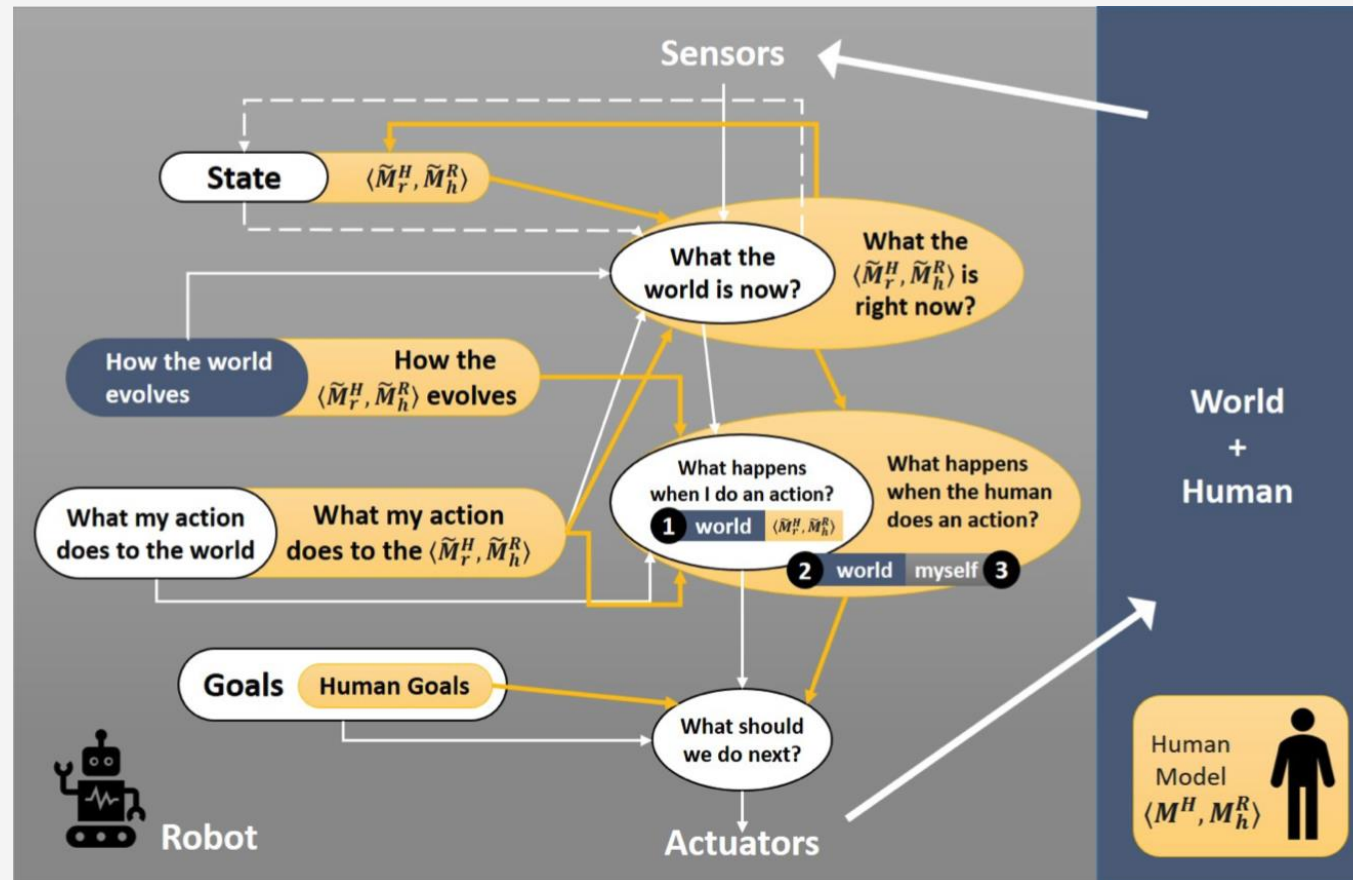 Sensors
State
⟨M̃ᵣᴴ, M̃ₕᴿ⟩
What the
world is now?
What the
⟨M̃ᵣᴴ, M̃ₕᴿ⟩ is
right now?
How the world
evolves
How the
⟨M̃ᵣᴴ, M̃ₕᴿ⟩ evolves
What happens
when I do an action?
1 world ⟨M̃ᵣᴴ, M̃ₕᴿ⟩
What happens
when the human
does an action?
2 world myself 3
What my action
does to the world
What my action
does to the ⟨M̃ᵣᴴ, M̃ₕᴿ⟩
Goals
Human Goals
What should
we do next?
Robot
Actuators
World
+
Human
Human
Model
⟨Mᴴ, Mₕᴿ⟩